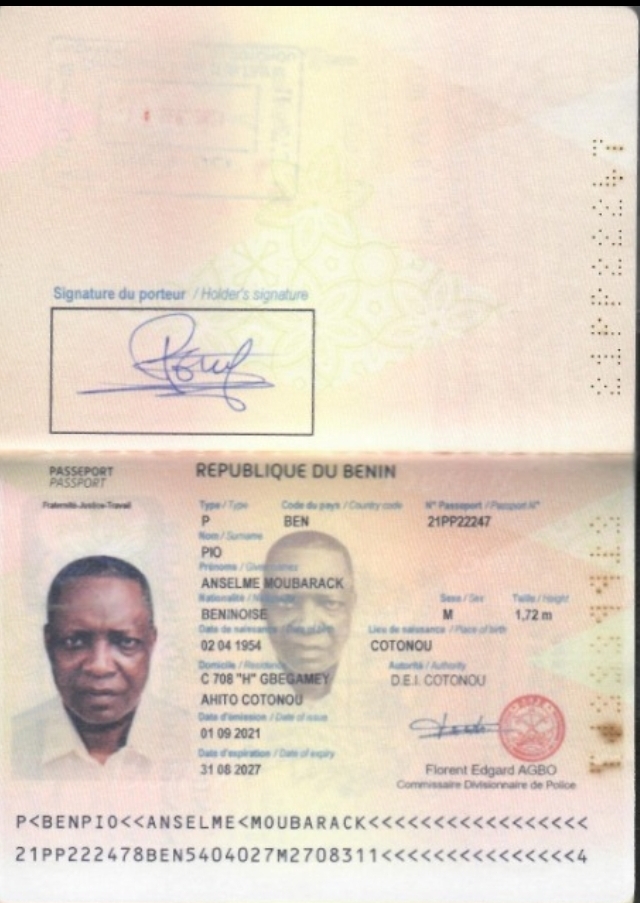 Signature du porteur / Holder's signature
PASSEPORT
PASSPORT
REPUBLIQUE DU BENIN
Fraternité-Justice-Travail
Type / Type Code du pays / Country code N° Passeport / Passport N°
P BEN 21PP22247
Nom / Surname
PIO
Prénoms / Given names
ANSELME MOUBARACK
Nationalité / Nationality Sexe / Sex Taille / Height
BENINOISE M 1,72 m
Date de naissance / Date of birth Lieu de naissance / Place of birth
02 04 1954 COTONOU
Domicile / Residence Autorité / Authority
C 708 "H" GBEGAMEY D.E.I. COTONOU
AHITO COTONOU
Date d'émission / Date of issue
01 09 2021
Date d'expiration / Date of expiry
31 08 2027
Florent Edgard AGBO
Commissaire Divisionnaire de Police
P<BENPIO<<ANSELME<MOUBARACK<<<<<<<<<<<<<<<<<
21PP222478BEN5404027M2708311<<<<<<<<<<<<<<<4